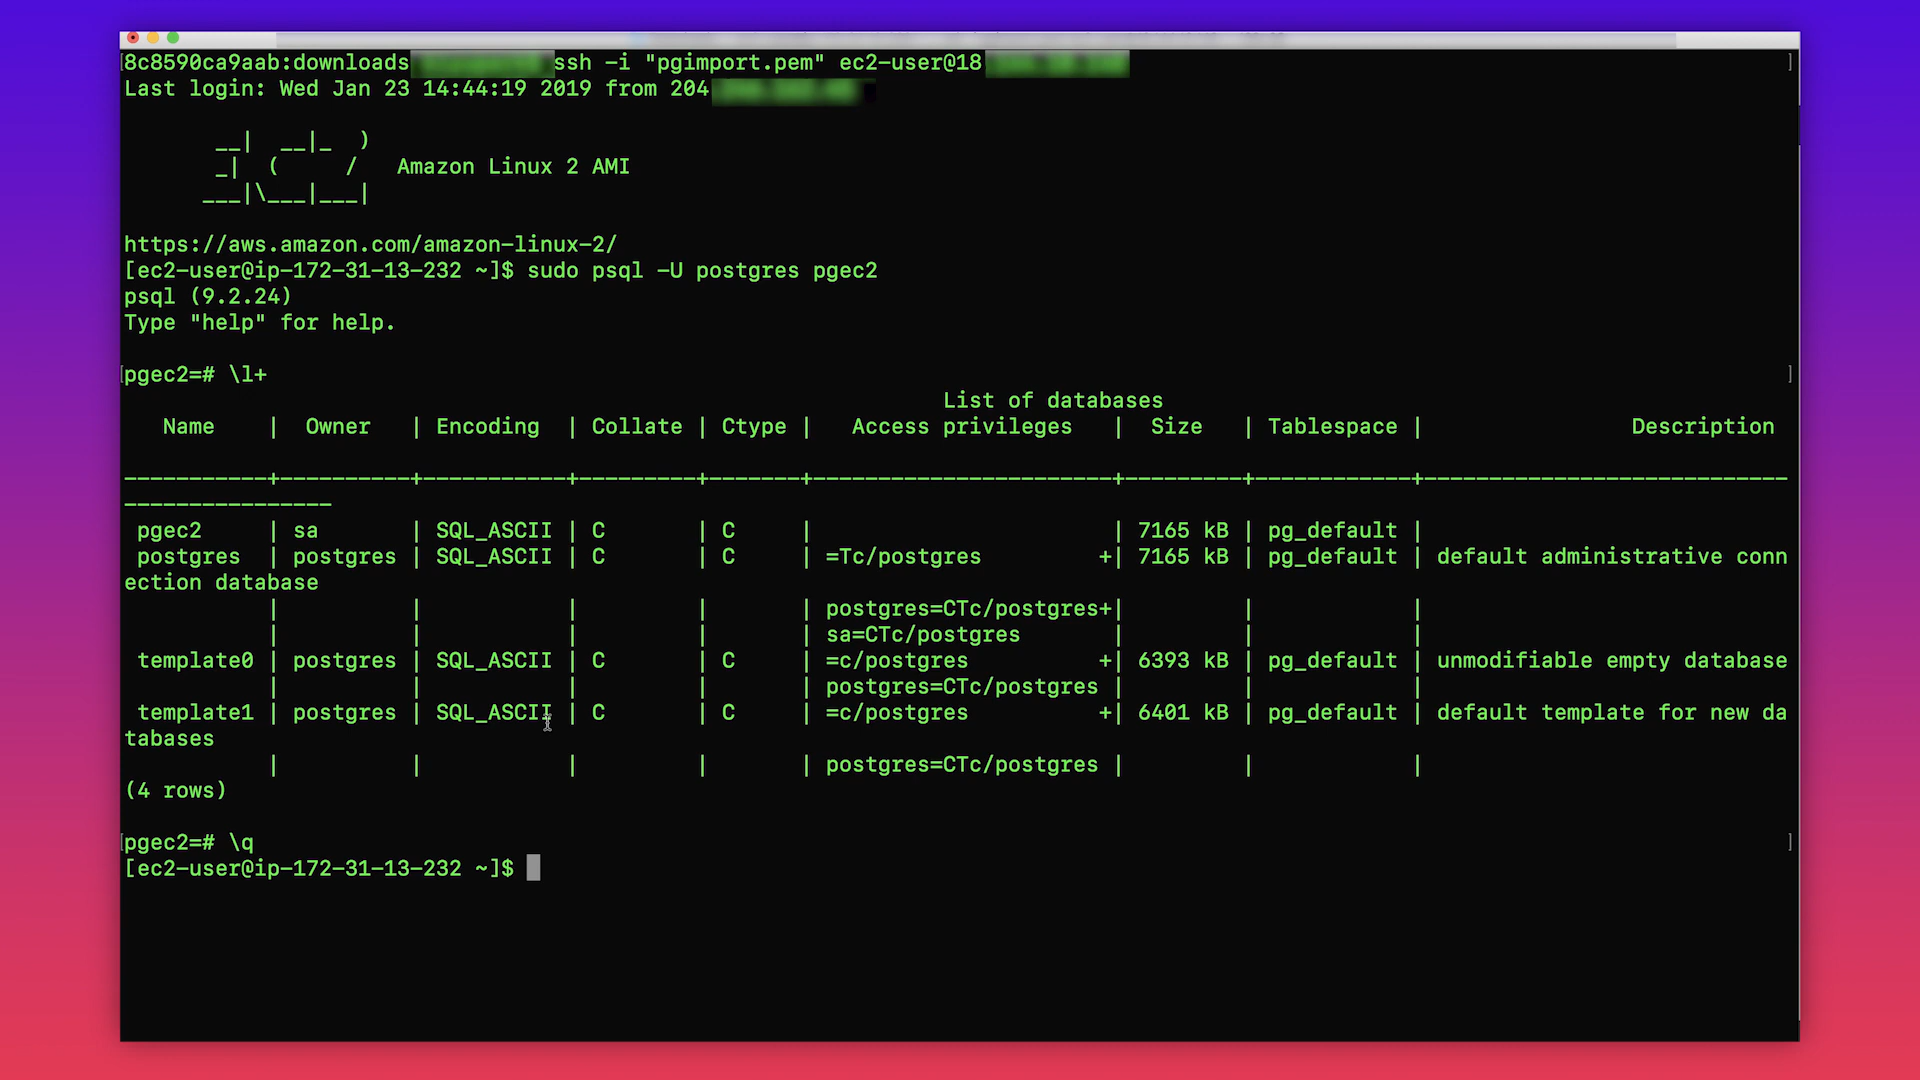 8c8590ca9aab:downloads ssh -i "pgimport.pem" ec2-user@18
Last login: Wed Jan 23 14:44:19 2019 from 204
       __|  __|_  )
       _|  (     /   Amazon Linux 2 AMI
      ___|\___|___|
https://aws.amazon.com/amazon-linux-2/
[ec2-user@ip-172-31-13-232 ~]$ sudo psql -U postgres pgec2
psql (9.2.24)
Type "help" for help.
pgec2=# \l+
List of databases
   Name    |  Owner   | Encoding  | Collate | Ctype |   Access privileges   |  Size   | Tablespace |                Description
-----------+----------+-----------+---------+-------+-----------------------+---------+------------+----------------------------
----------------
 pgec2     | sa       | SQL_ASCII | C       | C     |                       | 7165 kB | pg_default |
 postgres  | postgres | SQL_ASCII | C       | C     | =Tc/postgres         +| 7165 kB | pg_default | default administrative conn
ection database
           |          |           |         |       | postgres=CTc/postgres+|         |            |
           |          |           |         |       | sa=CTc/postgres       |         |            |
 template0 | postgres | SQL_ASCII | C       | C     | =c/postgres          +| 6393 kB | pg_default | unmodifiable empty database
           |          |           |         |       | postgres=CTc/postgres |         |            |
 template1 | postgres | SQL_ASCII | C       | C     | =c/postgres          +| 6401 kB | pg_default | default template for new da
tabases
           |          |           |         |       | postgres=CTc/postgres |         |            |
(4 rows)
pgec2=# \q
[ec2-user@ip-172-31-13-232 ~]$